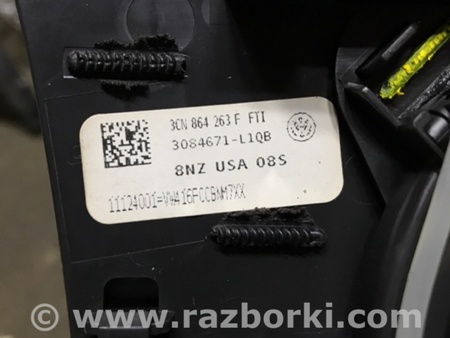 3CN 864 263 F FTI
3084671-L1QB
8NZ USA 08S
11124001=VWA16FCCBNM7XX
www.razborki.com